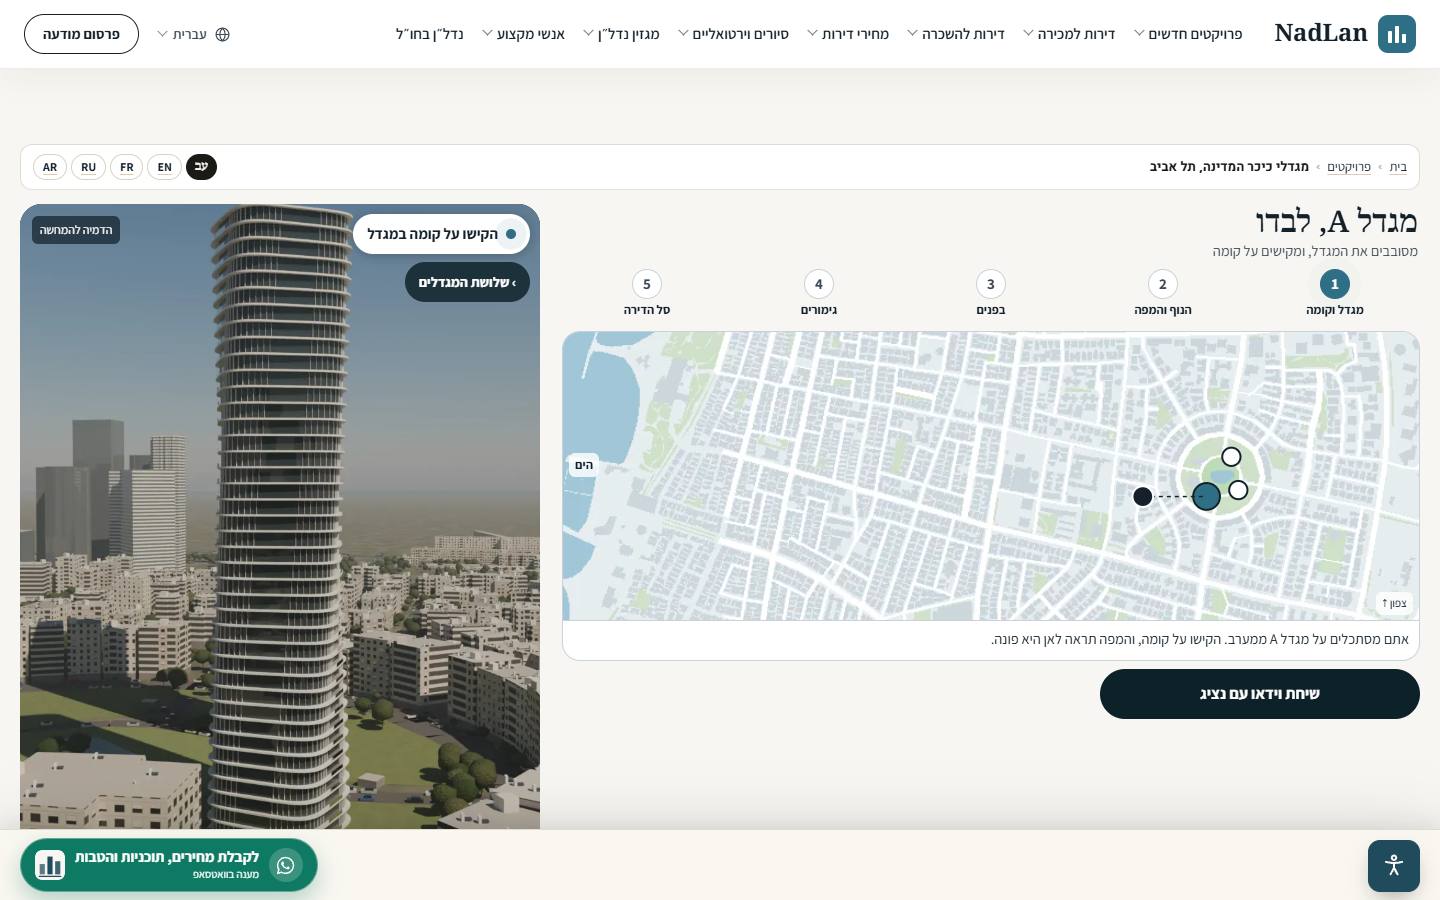 NadLan
פרויקטים חדשים
דירות למכירה
דירות להשכרה
מחירי דירות
סיורים וירטואליים
מגזין נדל״ן
אנשי מקצוע
נדל״ן בחו״ל
עברית
פרסום מודעה
בית › פרויקטים › מגדלי כיכר המדינה, תל אביב
עב EN FR RU AR
מגדל A, לבדו
מסובבים את המגדל, ומקישים על קומה
1 מגדל וקומה
2 הנוף והמפה
3 בפנים
4 גימורים
5 סל הדירה
הים
צפון ↑
אתם מסתכלים על מגדל A ממערב. הקישו על קומה, והמפה תראה לאן היא פונה.
שיחת וידאו עם נציג
הקישו על קומה במגדל
‹ שלושת המגדלים
הדמיה להמחשה
לקבלת מחירים, תוכניות והטבות
מענה בוואטסאפ